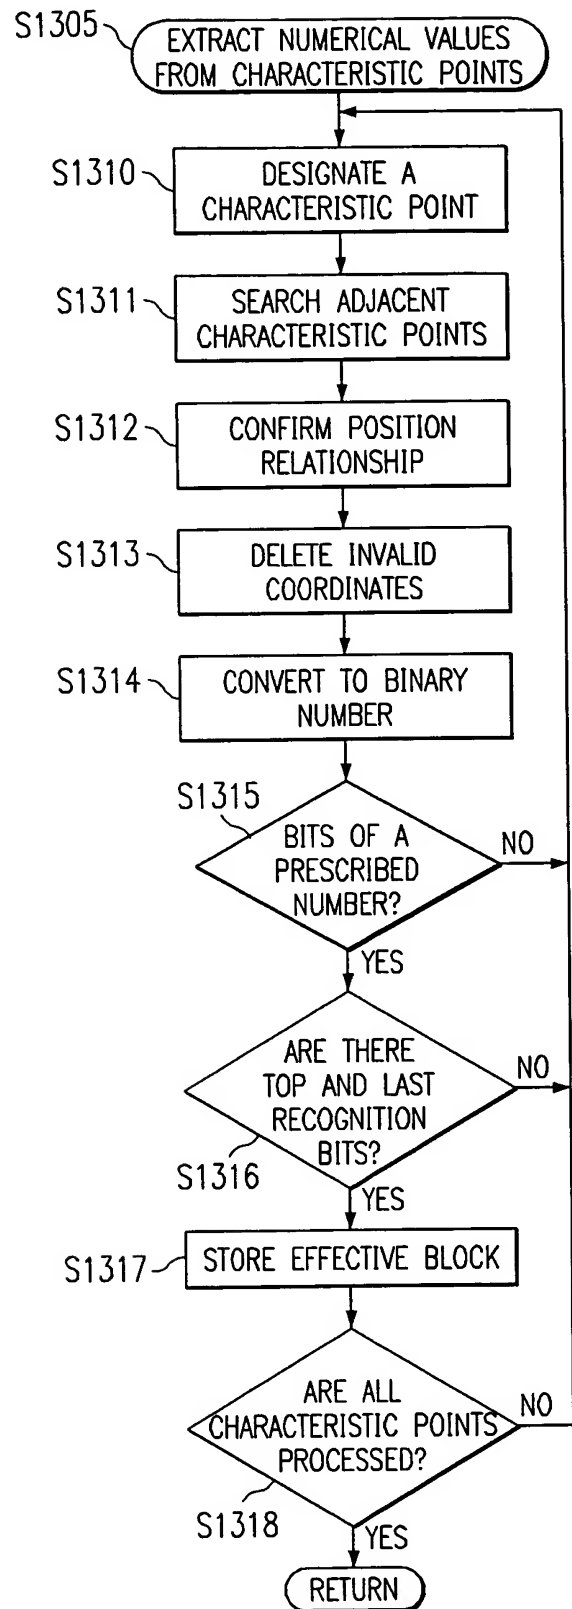 S1305
EXTRACT NUMERICAL VALUES
FROM CHARACTERISTIC POINTS
S1310
DESIGNATE A
CHARACTERISTIC POINT
S1311
SEARCH ADJACENT
CHARACTERISTIC POINTS
S1312
CONFIRM POSITION
RELATIONSHIP
S1313
DELETE INVALID
COORDINATES
S1314
CONVERT TO BINARY
NUMBER
S1315
BITS OF A
PRESCRIBED
NUMBER?
NO
YES
ARE THERE
TOP AND LAST
RECOGNITION
BITS?
NO
S1316
YES
S1317
STORE EFFECTIVE BLOCK
ARE ALL
CHARACTERISTIC POINTS
PROCESSED?
NO
S1318
YES
RETURN